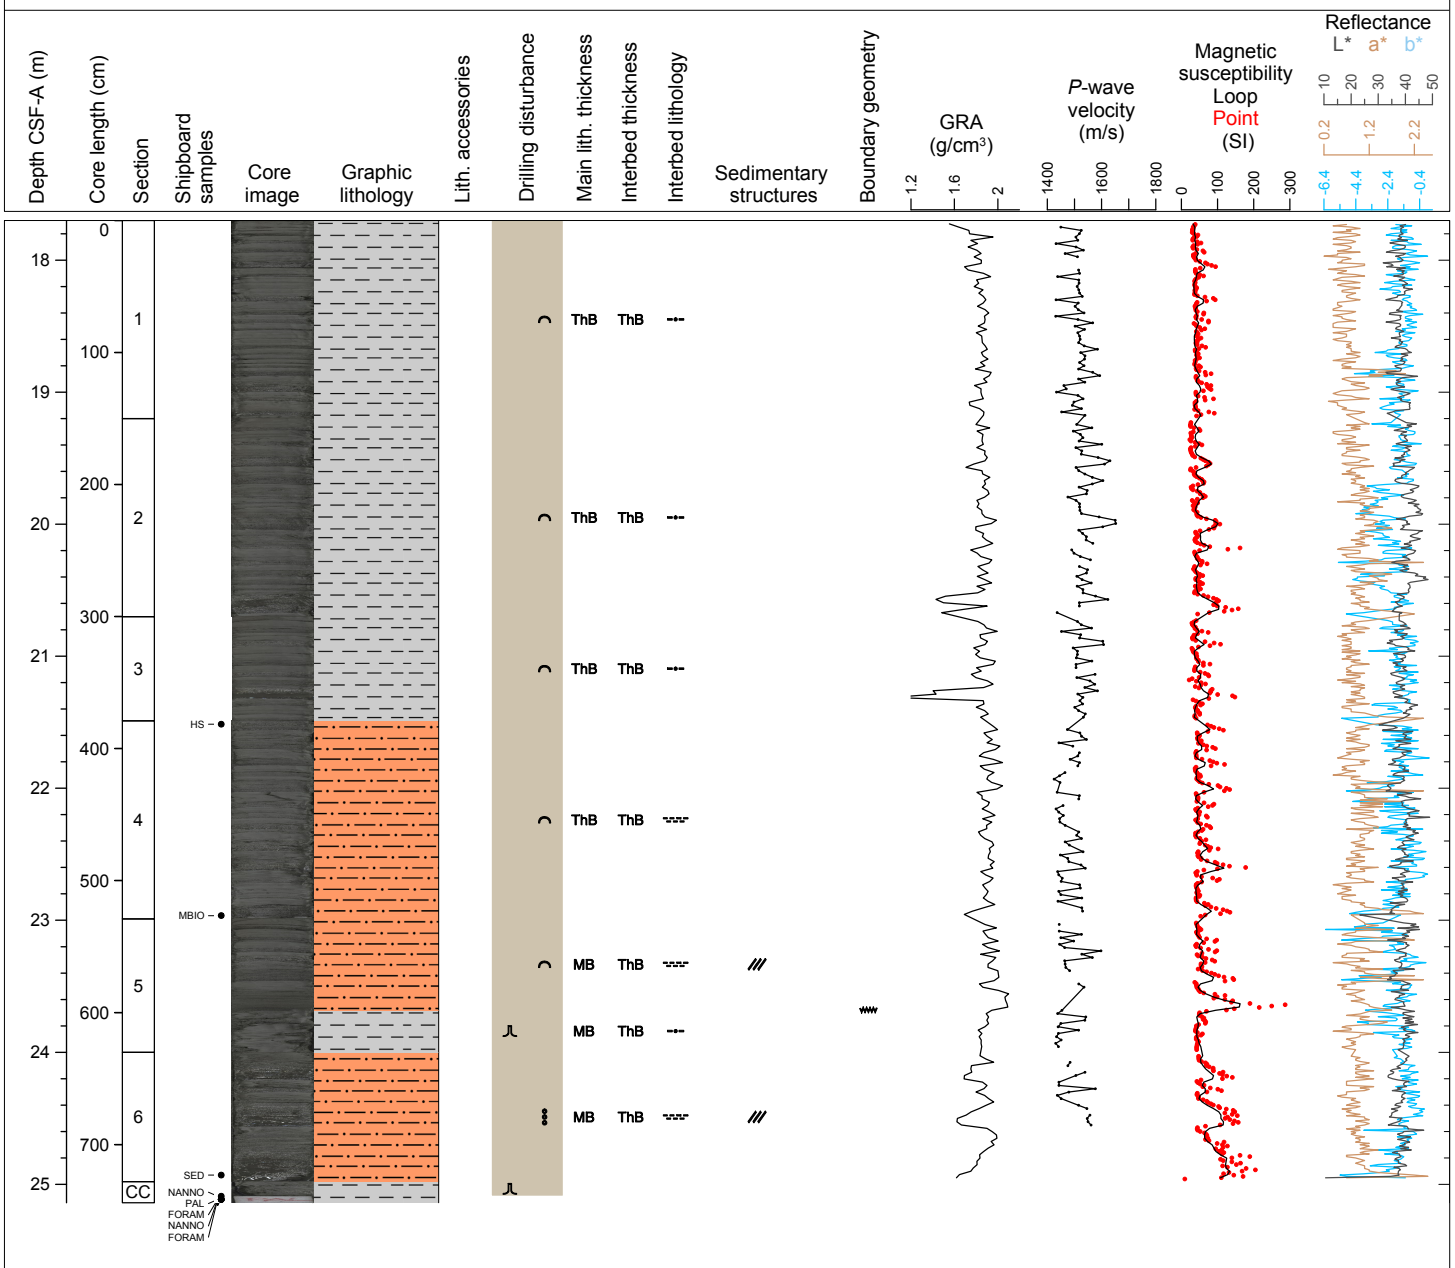 Depth CSF-A (m)
Core length (cm)
Section
Shipboard
samples
Core
image
Graphic
lithology
Lith. accessories
Drilling disturbance
Main lith. thickness
Interbed thickness
Interbed lithology
Sedimentary
structures
Boundary geometry
GRA
(g/cm³)
1.2 1.6 2
P-wave
velocity
(m/s)
1400 1600 1800
Magnetic
susceptibility
Loop
Point
(SI)
0 100 200 300
Reflectance
L* a* b*
10 20 30 40 50
0.2 1.2 2.2
-6.4 -4.4 -2.4 -0.4
0
18
1 ThB ThB
100
19
200
2 ThB ThB
20
300
21
3 ThB ThB
HS
400
22
4 ThB ThB
500
MBIO
23
MB ThB
5
600
MB ThB
24
6 MB ThB
700
SED
25
CC
NANNO
PAL
FORAM
NANNO
FORAM